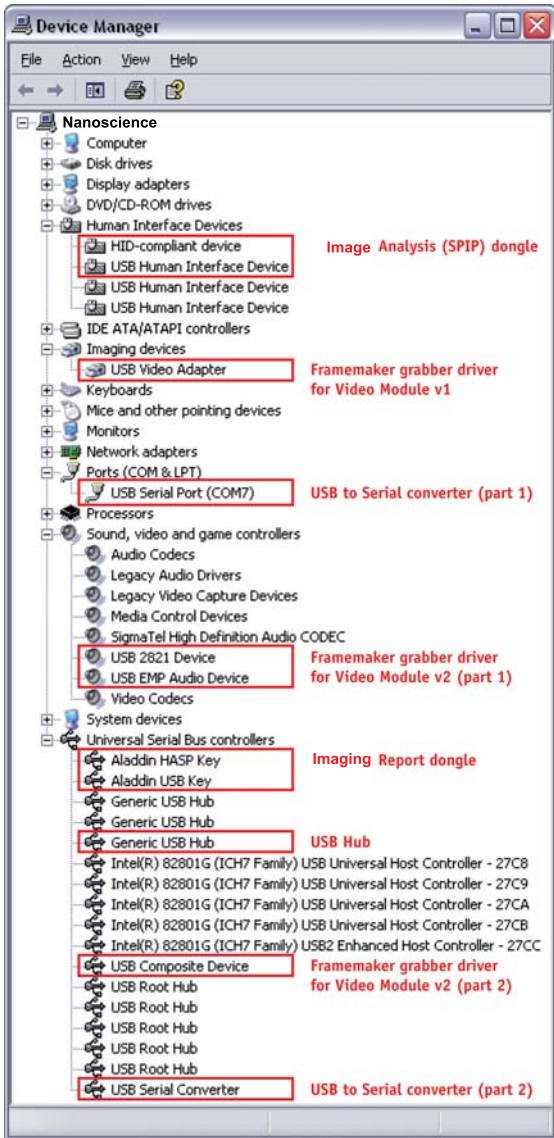 Device Manager
File Action View Help
Nanoscience
Computer
Disk drives
Display adapters
DVD/CD-ROM drives
Human Interface Devices
HID-compliant device Image Analysis (SPIP) dongle
USB Human Interface Device
USB Human Interface Device
USB Human Interface Device
IDE ATA/ATAPI controllers
Imaging devices
USB Video Adapter Framemaker grabber driver
Keyboards for Video Module v1
Mice and other pointing devices
Monitors
Network adapters
Ports (COM & LPT)
USB Serial Port (COM7) USB to Serial converter (part 1)
Processors
Sound, video and game controllers
Audio Codecs
Legacy Audio Drivers
Legacy Video Capture Devices
Media Control Devices
SigmaTel High Definition Audio CODEC
USB 2821 Device Framemaker grabber driver
USB EMP Audio Device for Video Module v2 (part 1)
Video Codecs
System devices
Universal Serial Bus controllers
Aladdin HASP Key Imaging Report dongle
Aladdin USB Key
Generic USB Hub
Generic USB Hub
Generic USB Hub USB Hub
Intel(R) 82801G (ICH7 Family) USB Universal Host Controller - 27C8
Intel(R) 82801G (ICH7 Family) USB Universal Host Controller - 27C9
Intel(R) 82801G (ICH7 Family) USB Universal Host Controller - 27CA
Intel(R) 82801G (ICH7 Family) USB Universal Host Controller - 27CB
Intel(R) 82801G (ICH7 Family) USB2 Enhanced Host Controller - 27CC
USB Composite Device Framemaker grabber driver
USB Root Hub for Video Module v2 (part 2)
USB Root Hub
USB Root Hub
USB Root Hub
USB Root Hub
USB Serial Converter USB to Serial converter (part 2)